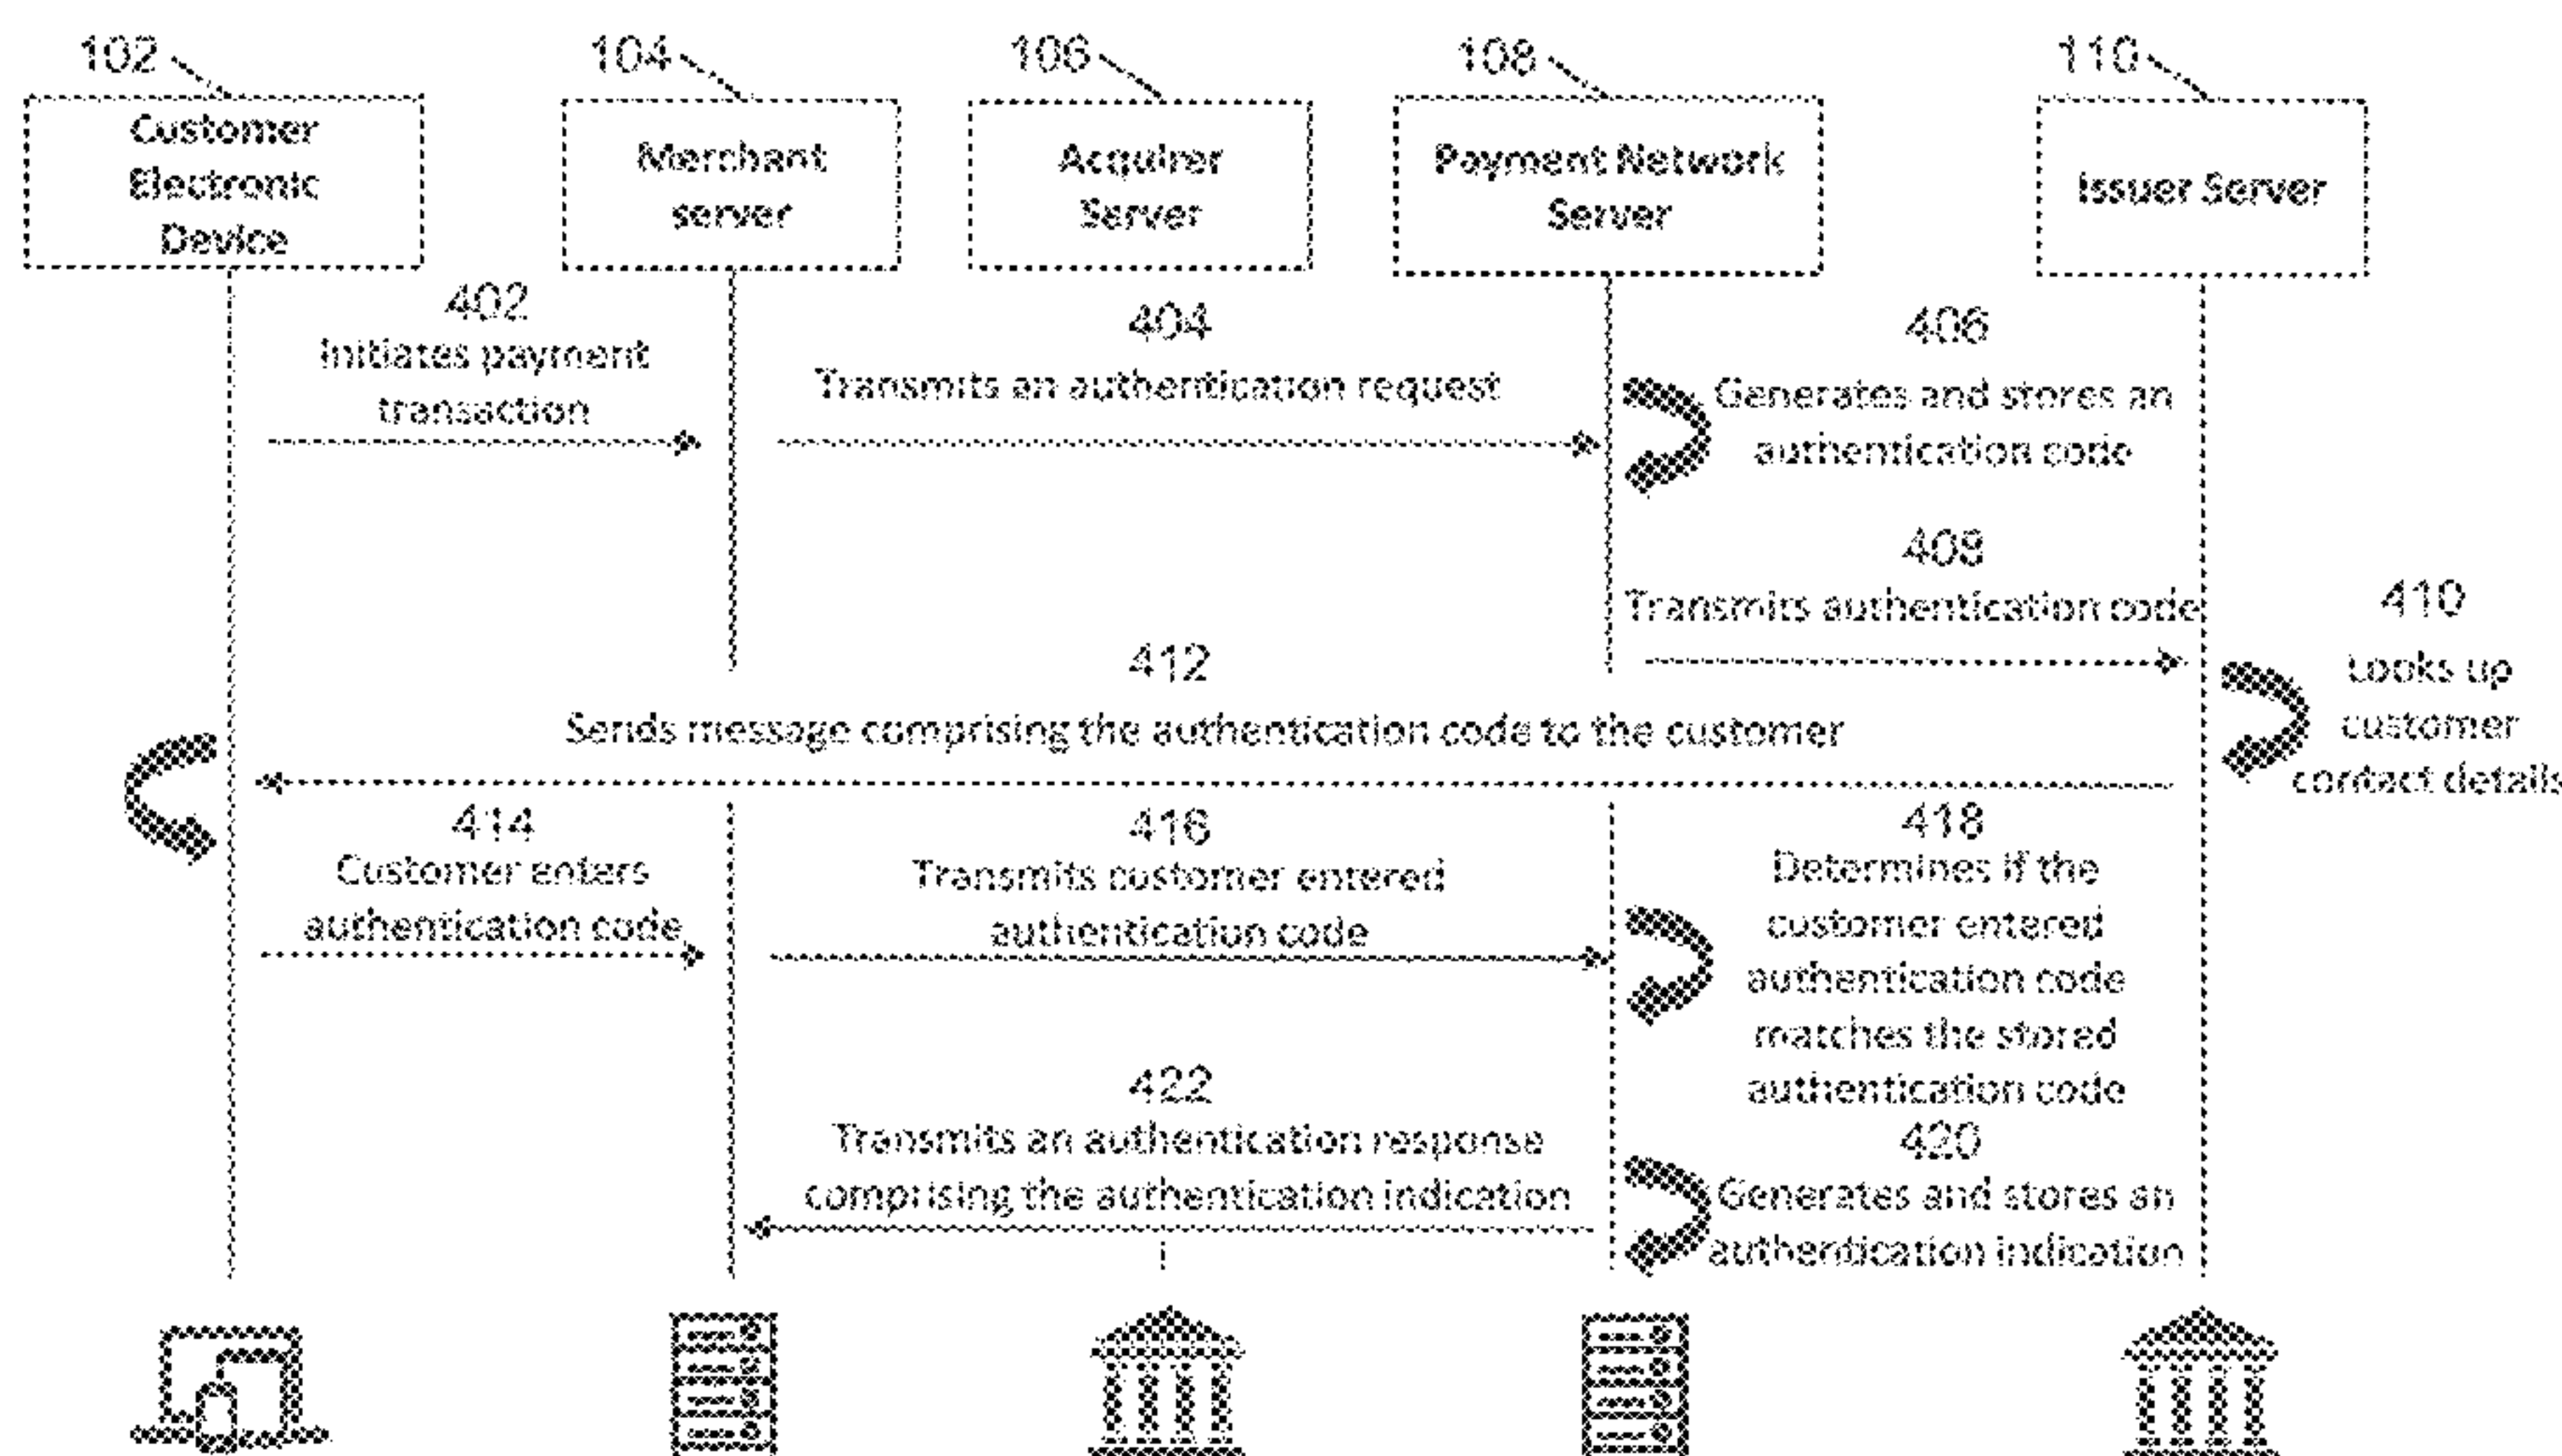 102
104
106
108
110
Customer
Electronic
Device
Merchant
server
Acquirer
Server
Payment Network
Server
Issuer Server
402
Initiates payment
transaction
404
Transmits an authentication request
406
Generates and stores an
authentication code
408
Transmits authentication code
410
Looks up
customer
contact details
412
Sends message comprising the authentication code to the customer
414
Customer enters
authentication code
416
Transmits customer entered
authentication code
418
Determines if the
customer entered
authentication code
matches the stored
authentication code
420
Generates and stores an
authentication indication
422
Transmits an authentication response
comprising the authentication indication